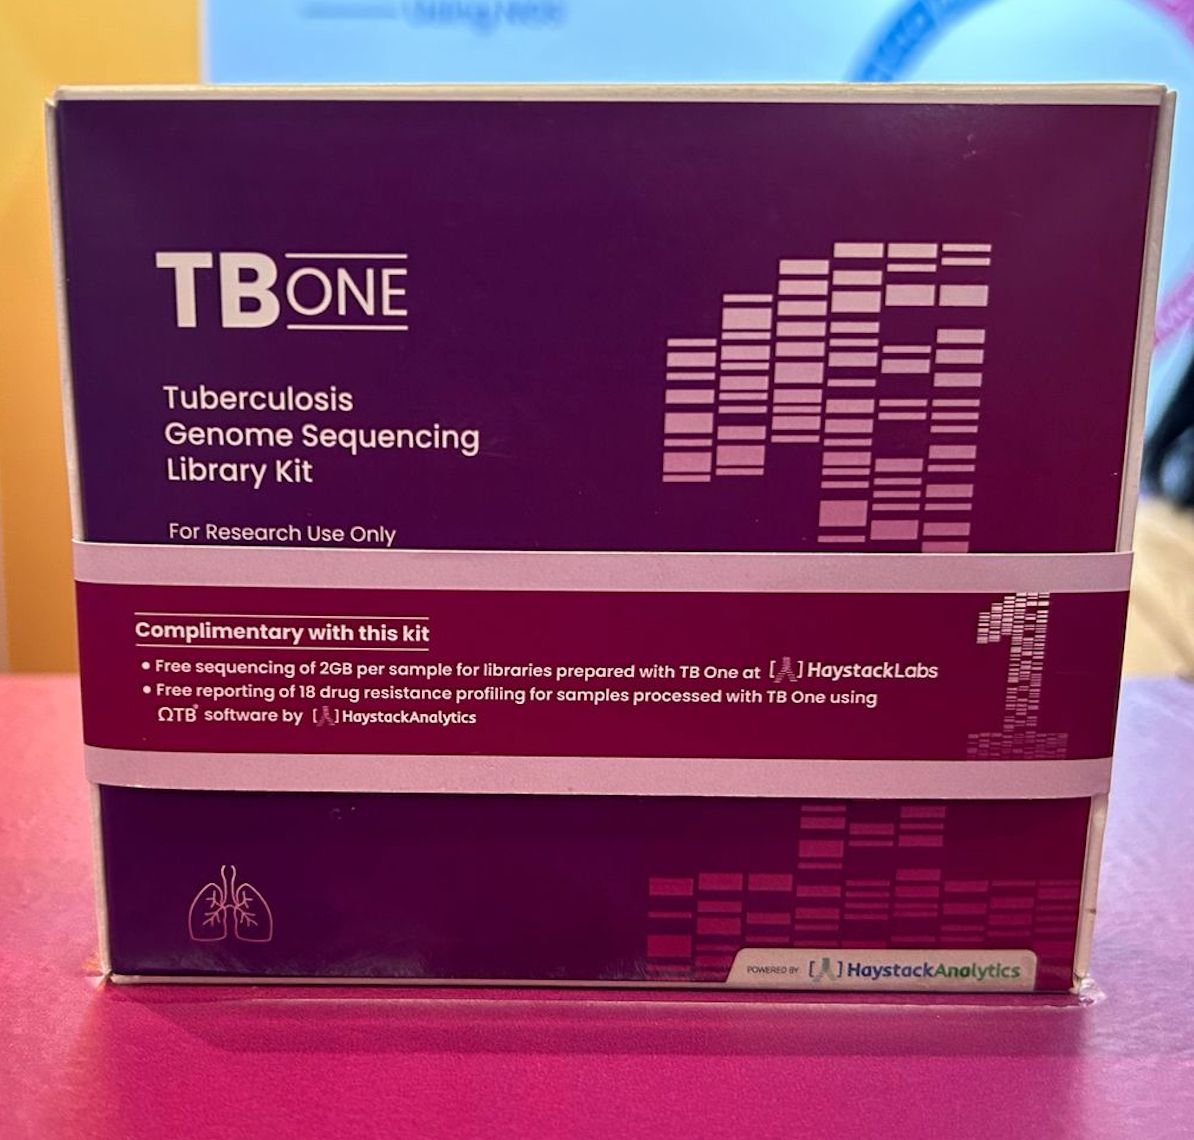 TB ONE
Tuberculosis
Genome Sequencing
Library Kit
For Research Use Only
Complimentary with this kit
• Free sequencing of 2GB per sample for libraries prepared with TB One at [ ] HaystackLabs
• Free reporting of 18 drug resistance profiling for samples processed with TB One using
ΩTB® software by [ ] HaystackAnalytics
POWERED BY [ ] HaystackAnalytics